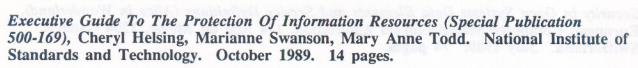 Executive Guide To The Protection Of Information Resources (Special Publication
500-169), Cheryl Helsing, Marianne Swanson, Mary Anne Todd. National Institute of
Standards and Technology. October 1989. 14 pages.